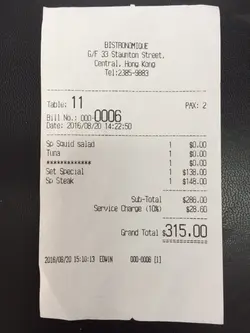 BISTRONOMIQUE
G/F 33 Staunton Street,
Central, Hong Kong
Tel:2385-9883
Table: 11 PAX: 2
Bill No.: 000-0006
Date: 2016/08/20 14:22:50
Sp Squid salad 1 $0.00
Tuna 1 $0.00
************* 1 $0.00
Set Special 1 $138.00
Sp Steak 1 $148.00
Sub-Total $286.00
Service Charge (10%) $28.60
Grand Total $315.00
2016/08/20 15:10:13 EDWIN 000-0006 [1]